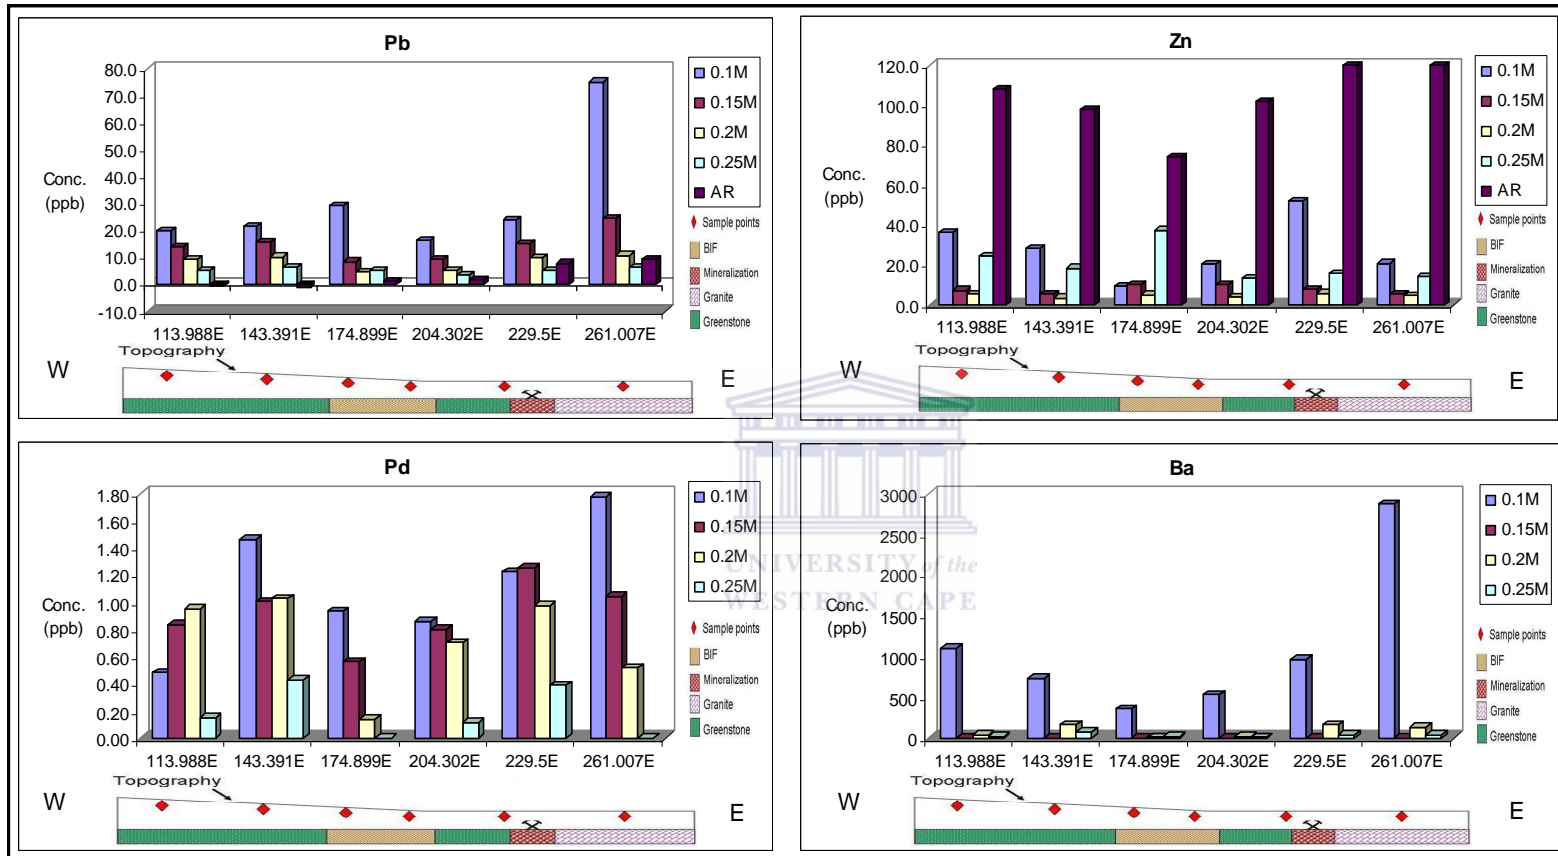 Pb
80.0
70.0
60.0
50.0
40.0
30.0
20.0
10.0
0.0
-10.0
Conc.
(ppb)
113.988E 143.391E 174.899E 204.302E 229.5E 261.007E
0.1M
0.15M
0.2M
0.25M
AR
Sample points
BIF
Mineralization
Granite
Greenstone
Topography
W
E
Zn
120.0
100.0
80.0
60.0
40.0
20.0
0.0
Conc.
(ppb)
113.988E 143.391E 174.899E 204.302E 229.5E 261.007E
0.1M
0.15M
0.2M
0.25M
AR
Sample points
BIF
Mineralization
Granite
Greenstone
Topography
W
E
Pd
1.80
1.60
1.40
1.20
1.00
0.80
0.60
0.40
0.20
0.00
Conc.
(ppb)
113.988E 143.391E 174.899E 204.302E 229.5E 261.007E
0.1M
0.15M
0.2M
0.25M
Sample points
BIF
Mineralization
Granite
Greenstone
Topography
W
E
Ba
3000
2500
2000
1500
1000
500
0
Conc.
(ppb)
113.988E 143.391E 174.899E 204.302E 229.5E 261.007E
0.1M
0.15M
0.2M
0.25M
Sample points
BIF
Mineralization
Granite
Greenstone
Topography
W
E
UNIVERSITY of the
WESTERN CAPE